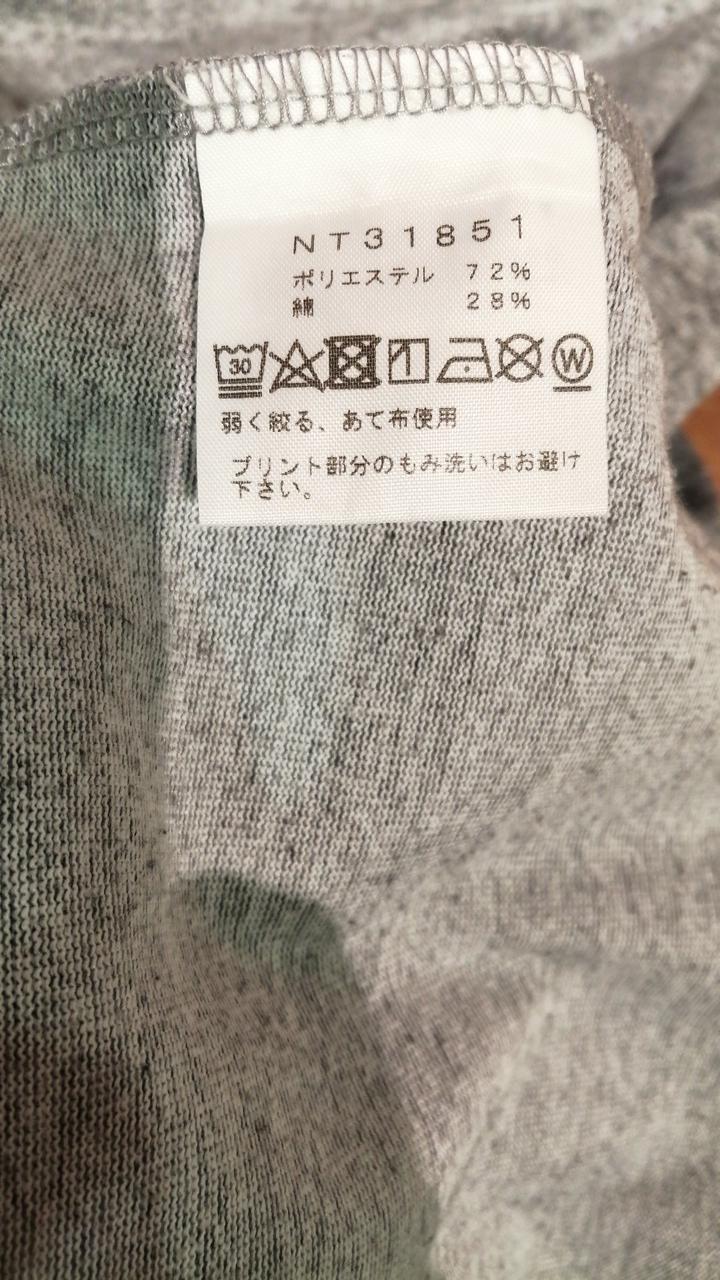 NT31851
ポリエステル 72%
綿 28%
30
W
弱く絞る、あて布使用
プリント部分のもみ洗いはお避け
下さい。